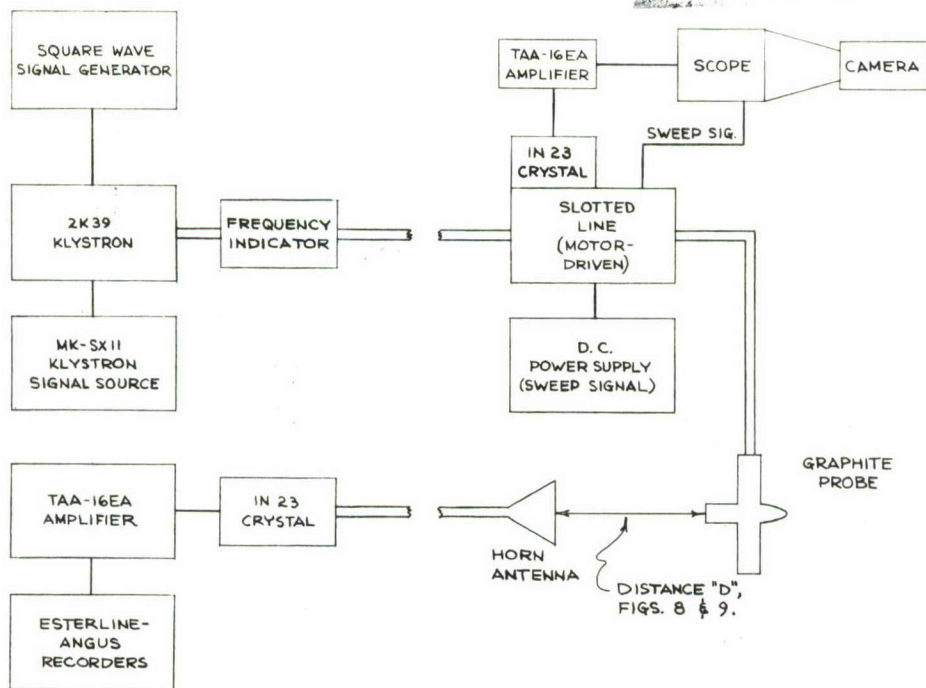 SQUARE WAVE
SIGNAL GENERATOR
TAA-16EA
AMPLIFIER
SCOPE
CAMERA
SWEEP SIG.
IN 23
CRYSTAL
2K39
KLYSTRON
FREQUENCY
INDICATOR
SLOTTED
LINE
(MOTOR-
DRIVEN)
MK-SX11
KLYSTRON
SIGNAL SOURCE
D.C.
POWER SUPPLY
(SWEEP SIGNAL)
GRAPHITE
PROBE
TAA-16EA
AMPLIFIER
IN 23
CRYSTAL
HORN
ANTENNA
DISTANCE "D",
FIGS. 8 & 9.
ESTERLINE-
ANGUS
RECORDERS